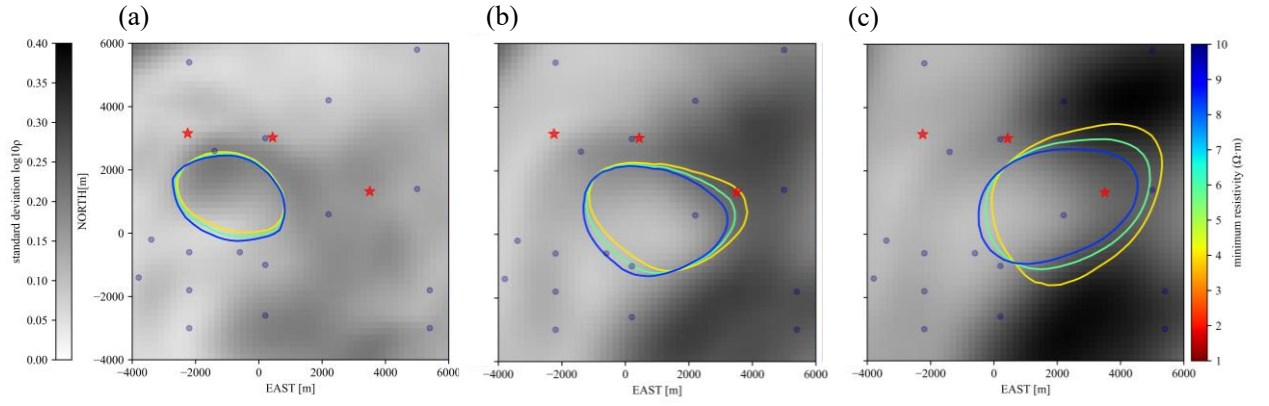 (a)
(b)
(c)
standard deviation log10ρ
0.40
0.35
0.30
0.25
0.20
0.15
0.10
0.05
0.00
NORTH[m]
6000
4000
2000
0
−2000
−4000
−4000 −2000 0 2000 4000 6000
EAST [m]
−4000 −2000 0 2000 4000 6000
EAST [m]
−4000 −2000 0 2000 4000 6000
EAST [m]
10
9
8
7
6
5
4
3
2
1
minimum resistivity (Ω·m)